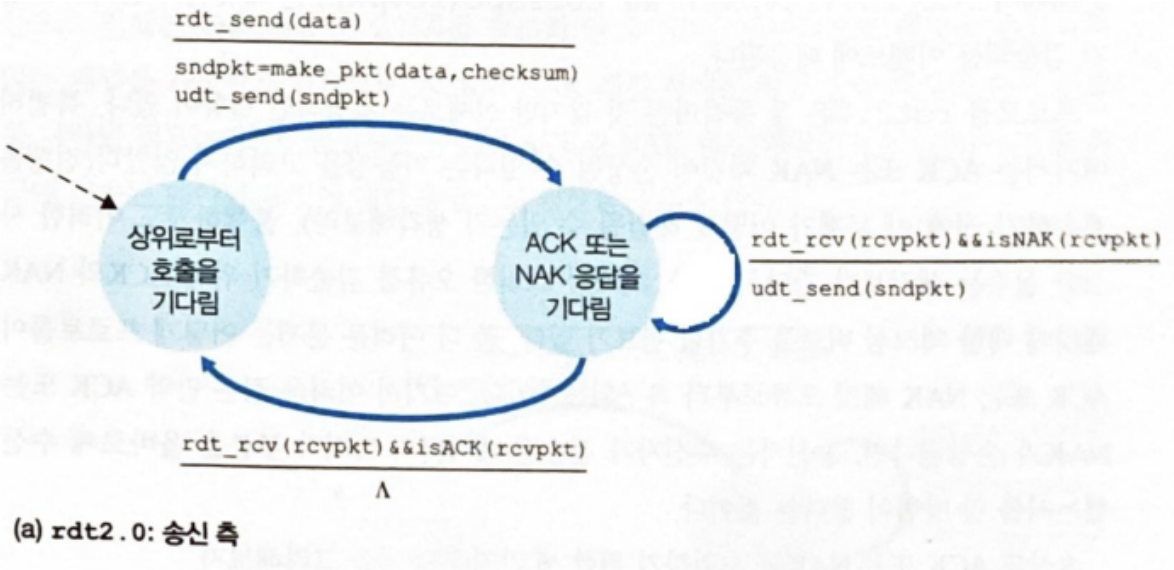 rdt_send(data)
sndpkt=make_pkt(data,checksum)
udt_send(sndpkt)
상위로부터
호출을
기다림
ACK 또는
NAK 응답을
기다림
rdt_rcv(rcvpkt)&&isNAK(rcvpkt)
udt_send(sndpkt)
rdt_rcv(rcvpkt)&&isACK(rcvpkt)
Λ
(a) rdt2.0: 송신 측